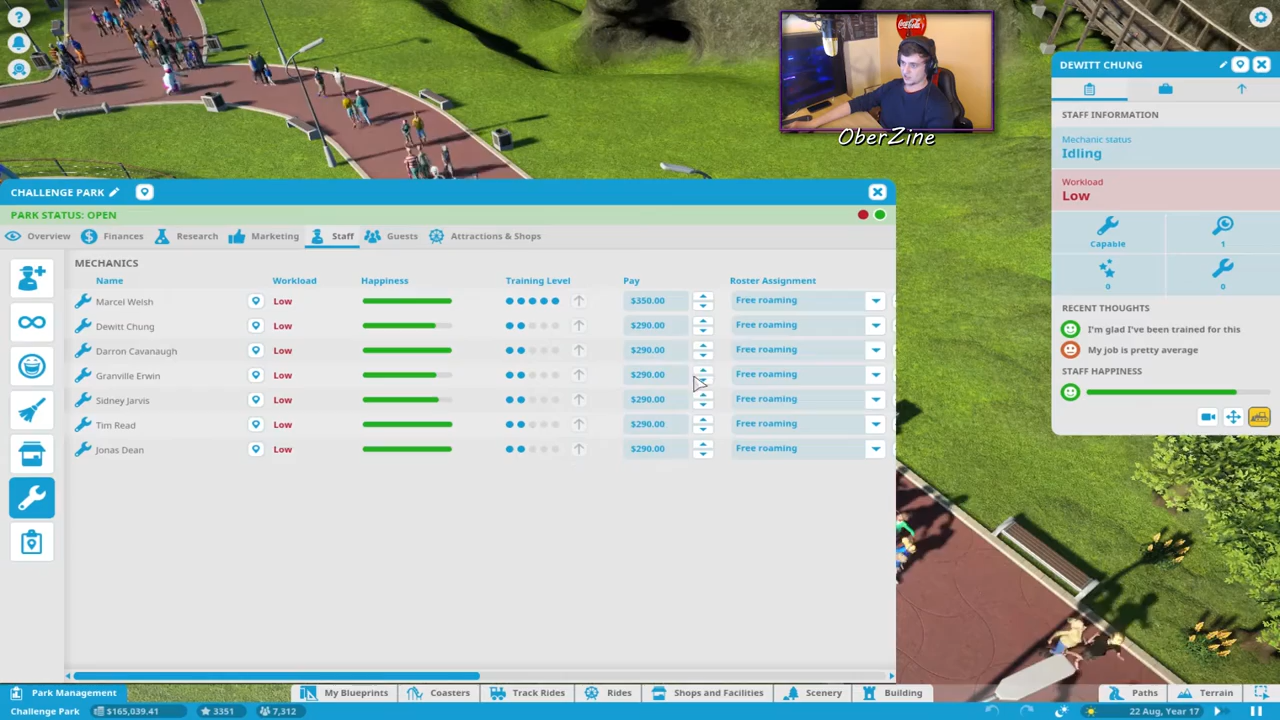 Coca-Cola
OberZine
DEWITT CHUNG
STAFF INFORMATION
Mechanic status
Idling
Workload
Low
Capable
1
0
0
RECENT THOUGHTS
I'm glad I've been trained for this
My job is pretty average
STAFF HAPPINESS
CHALLENGE PARK
PARK STATUS: OPEN
Overview Finances Research Marketing Staff Guests Attractions & Shops
MECHANICS
Name Workload Happiness Training Level Pay Roster Assignment
Marcel Welsh Low $350.00 Free roaming
Dewitt Chung Low $290.00 Free roaming
Darron Cavanaugh Low $290.00 Free roaming
Granville Erwin Low $290.00 Free roaming
Sidney Jarvis Low $290.00 Free roaming
Tim Read Low $290.00 Free roaming
Jonas Dean Low $290.00 Free roaming
Park Management My Blueprints Coasters Track Rides Rides Shops and Facilities Scenery Building Paths Terrain
Challenge Park $165,039.41 3351 7,312 22 Aug, Year 17